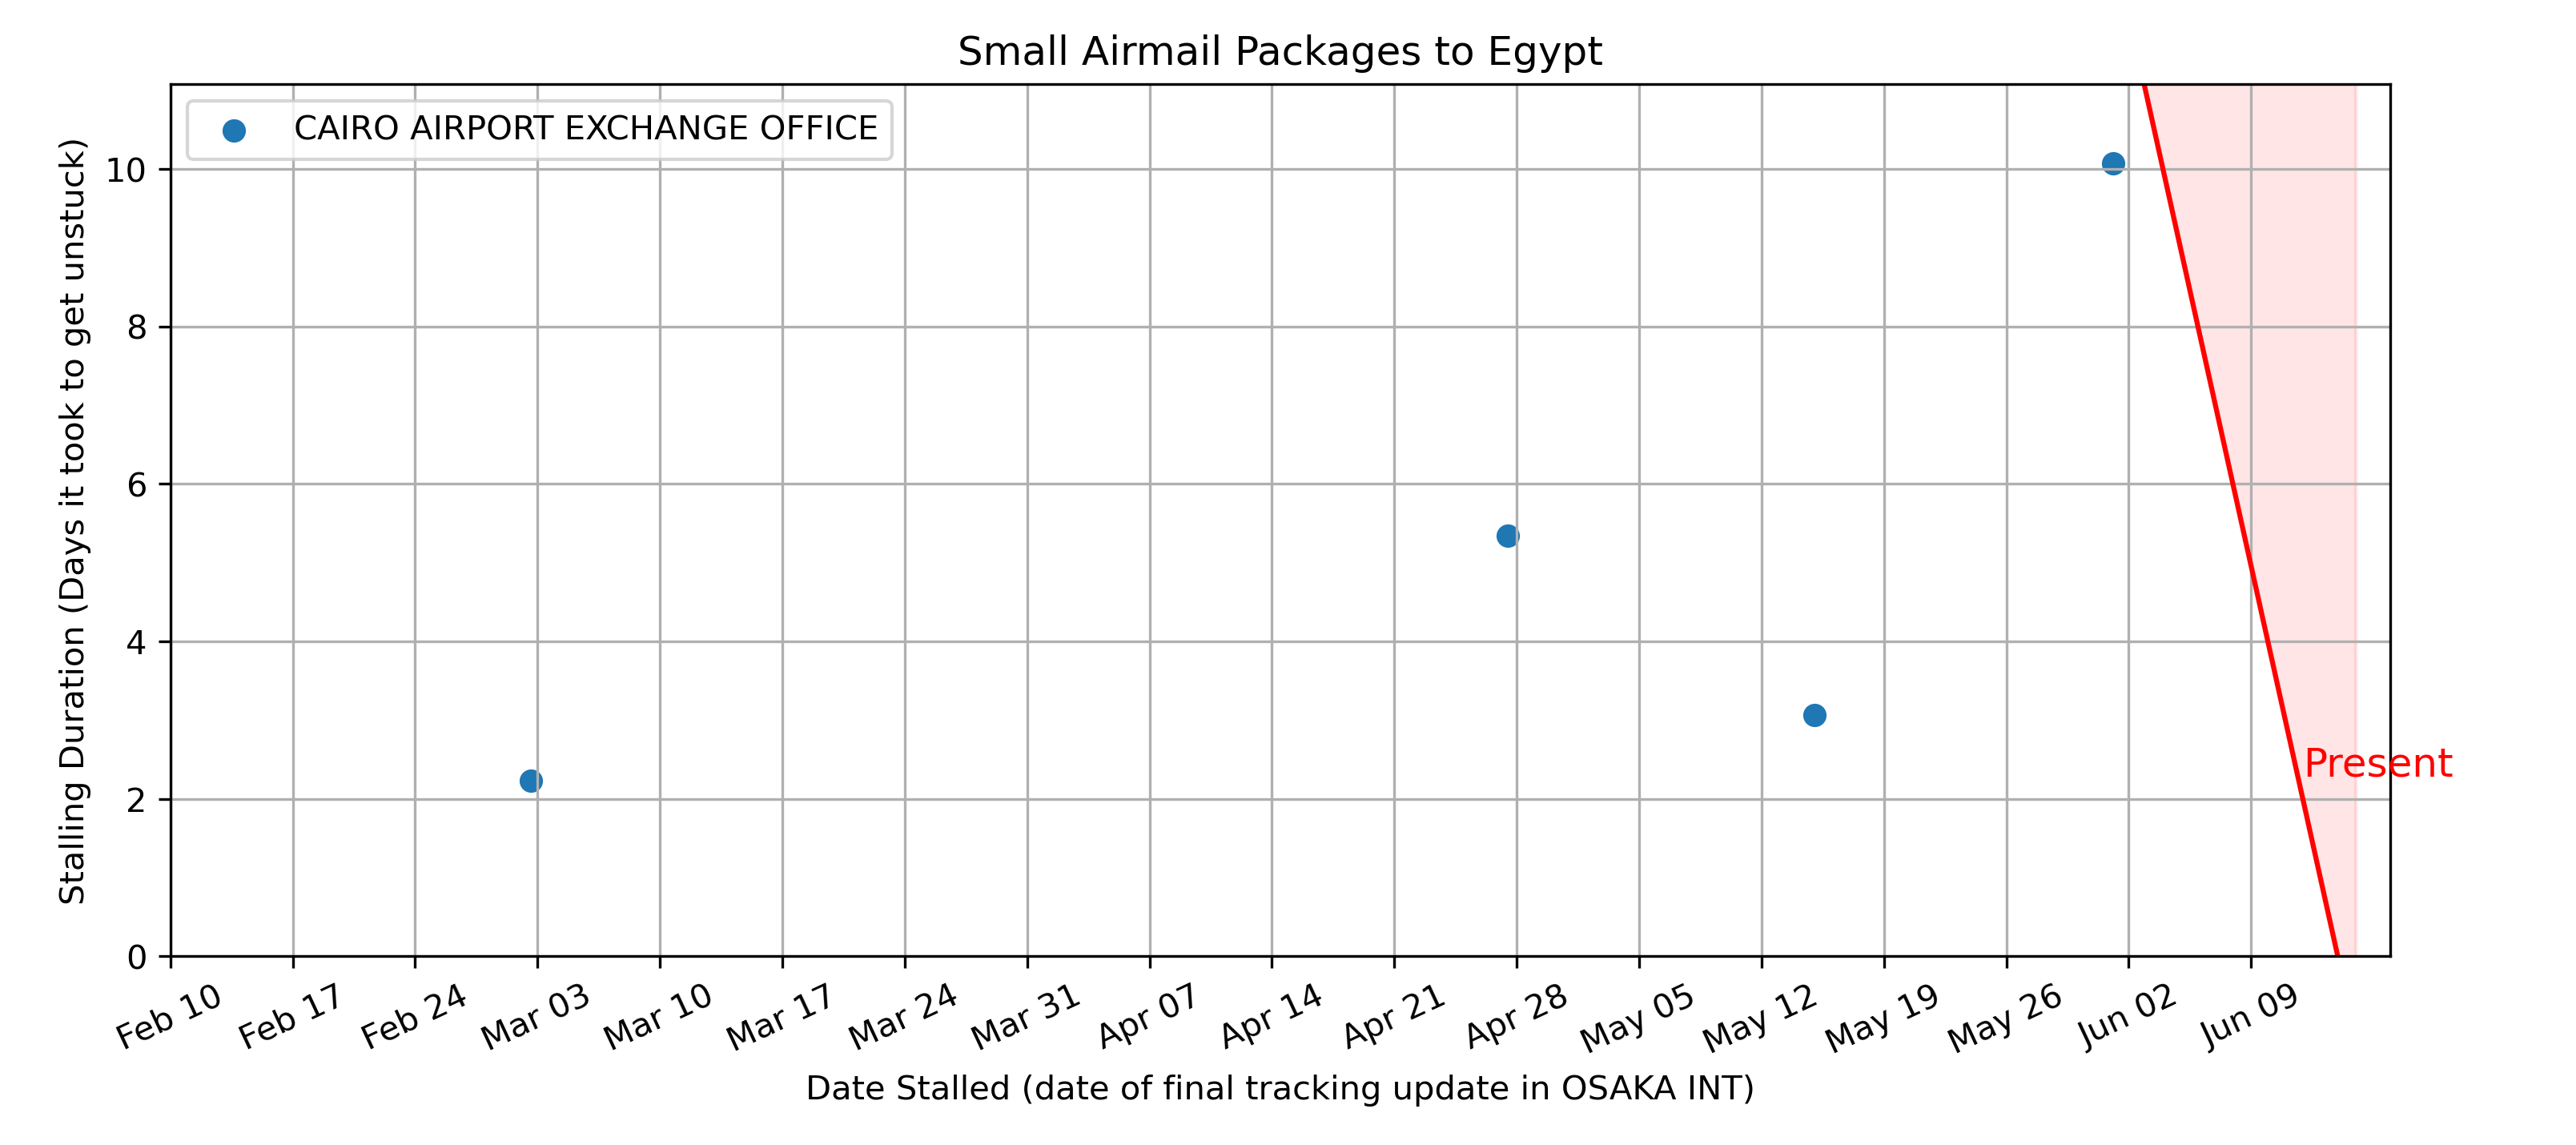 Small Airmail Packages to Egypt
CAIRO AIRPORT EXCHANGE OFFICE
Stalling Duration (Days it took to get unstuck)
10
8
6
4
2
0
Present
Feb 10
Feb 17
Feb 24
Mar 03
Mar 10
Mar 17
Mar 24
Mar 31
Apr 07
Apr 14
Apr 21
Apr 28
May 05
May 12
May 19
May 26
Jun 02
Jun 09
Date Stalled (date of final tracking update in OSAKA INT)